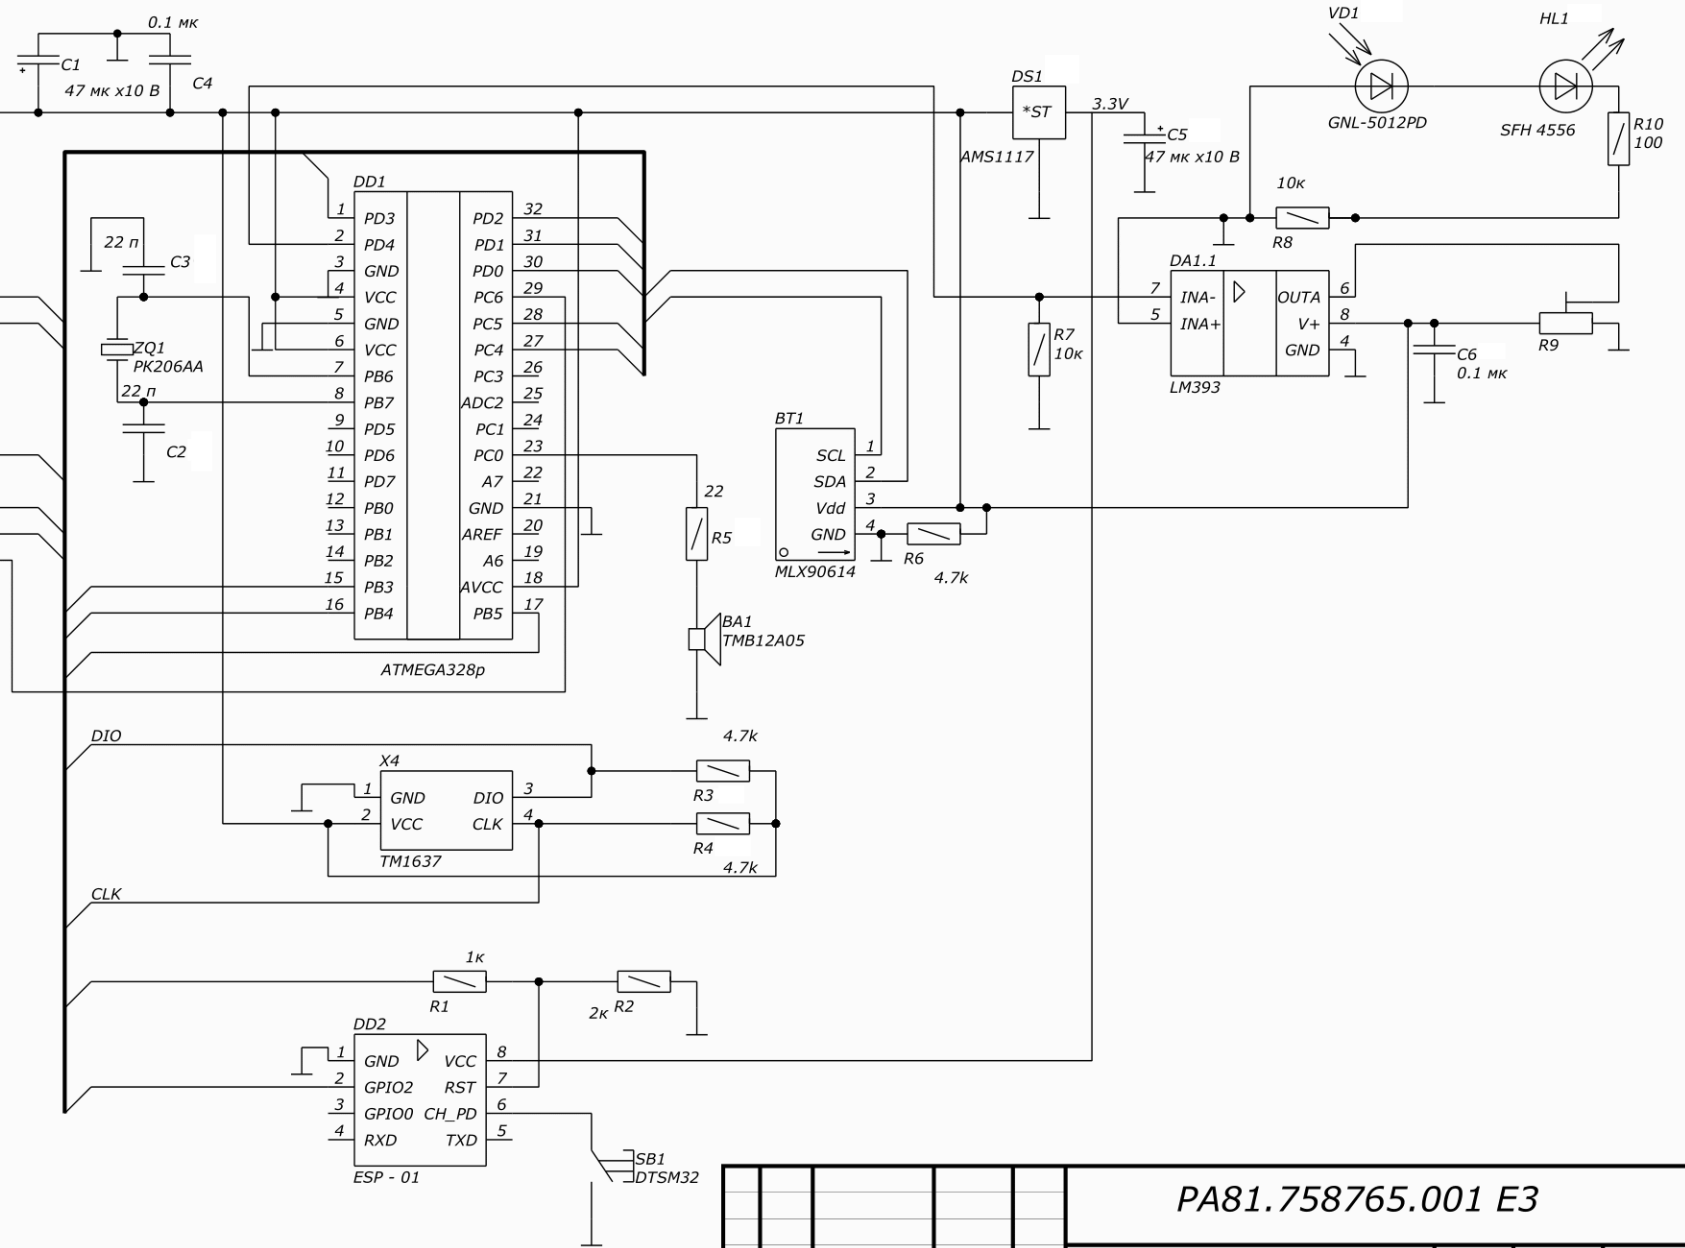 0.1 мк
C1
47 мк x10 В
C4
DS1
*ST
AMS1117
3.3V
C5
47 мк x10 В
VD1
GNL-5012PD
HL1
SFH 4556
R10
100
10к
R8
DD1
1 PD3 PD2 32
2 PD4 PD1 31
3 GND PD0 30
4 VCC PC6 29
5 GND PC5 28
6 VCC PC4 27
7 PB6 PC3 26
8 PB7 ADC2 25
9 PD5 PC1 24
10 PD6 PC0 23
11 PD7 A7 22
12 PB0 GND 21
13 PB1 AREF 20
14 PB2 A6 19
15 PB3 AVCC 18
16 PB4 PB5 17
ATMEGA328p
22 п
C3
ZQ1
PK206AA
22 п
C2
DA1.1
7 INA- OUTA 6
5 INA+ V+ 8
GND 4
LM393
R7
10к
R9
C6
0.1 мк
BT1
SCL 1
SDA 2
Vdd 3
GND 4
MLX90614
R6
4.7k
22
R5
BA1
TMB12A05
DIO
X4
1 GND DIO 3
2 VCC CLK 4
TM1637
4.7k
R3
R4
4.7k
CLK
1к
R1
2к R2
DD2
1 GND VCC 8
2 GPIO2 RST 7
3 GPIO0 CH_PD 6
4 RXD TXD 5
ESP - 01
SB1
DTSM32
РА81.758765.001 Е3